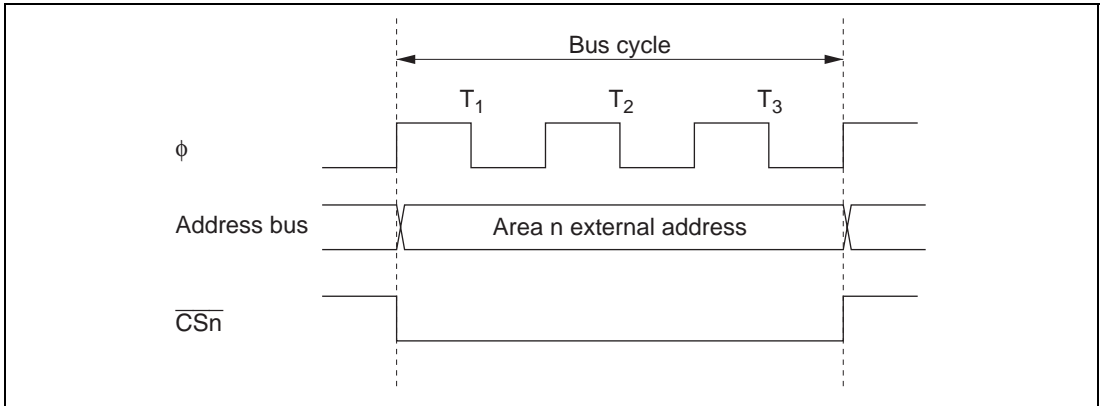 Bus cycle
T1 T2 T3
φ
Address bus Area n external address
CSn